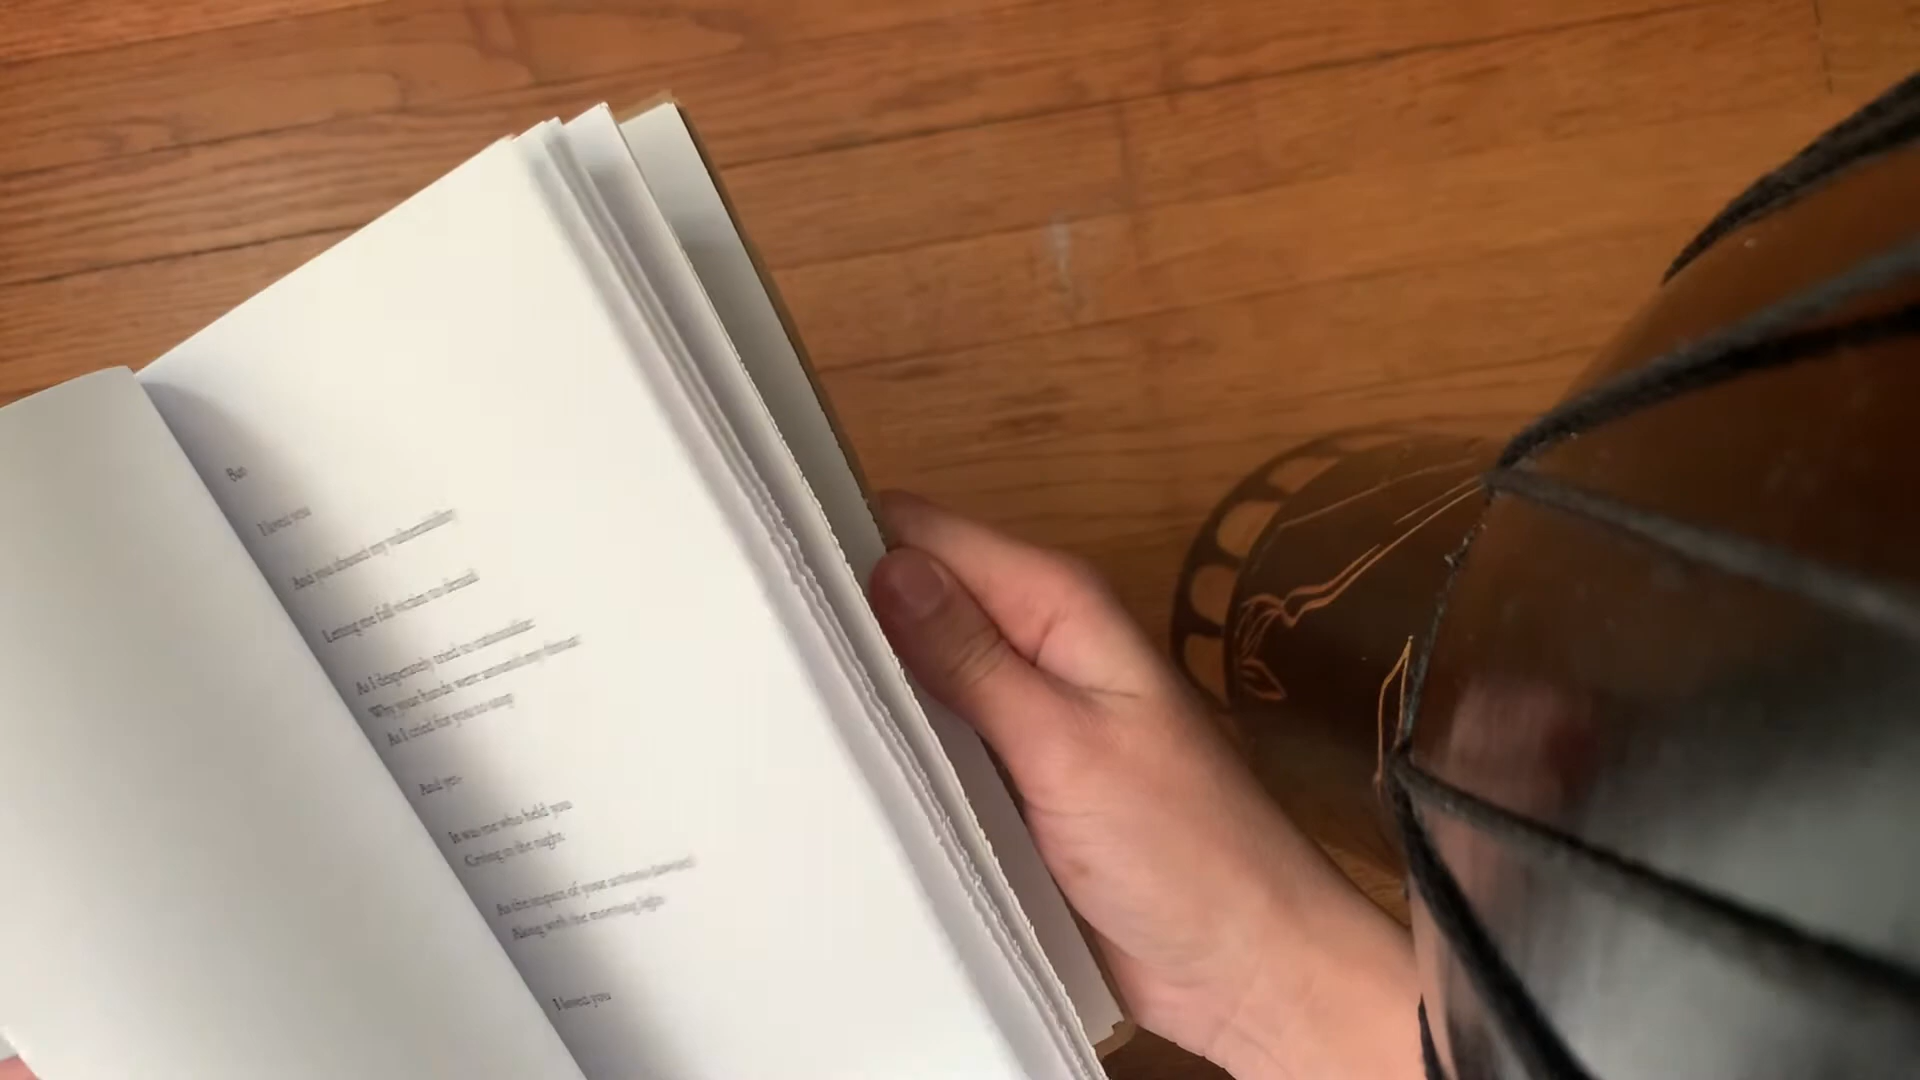 But
I loved you
And you abused my vulnerability
Letting me fall victim to denial
As I desperately tried to rationalize
Why your hands were around my throat
As I cried for you to stop
And yet-
It was me who held you
Crying in the night
As the impact of your actions dawned
Along with the morning light
I loved you